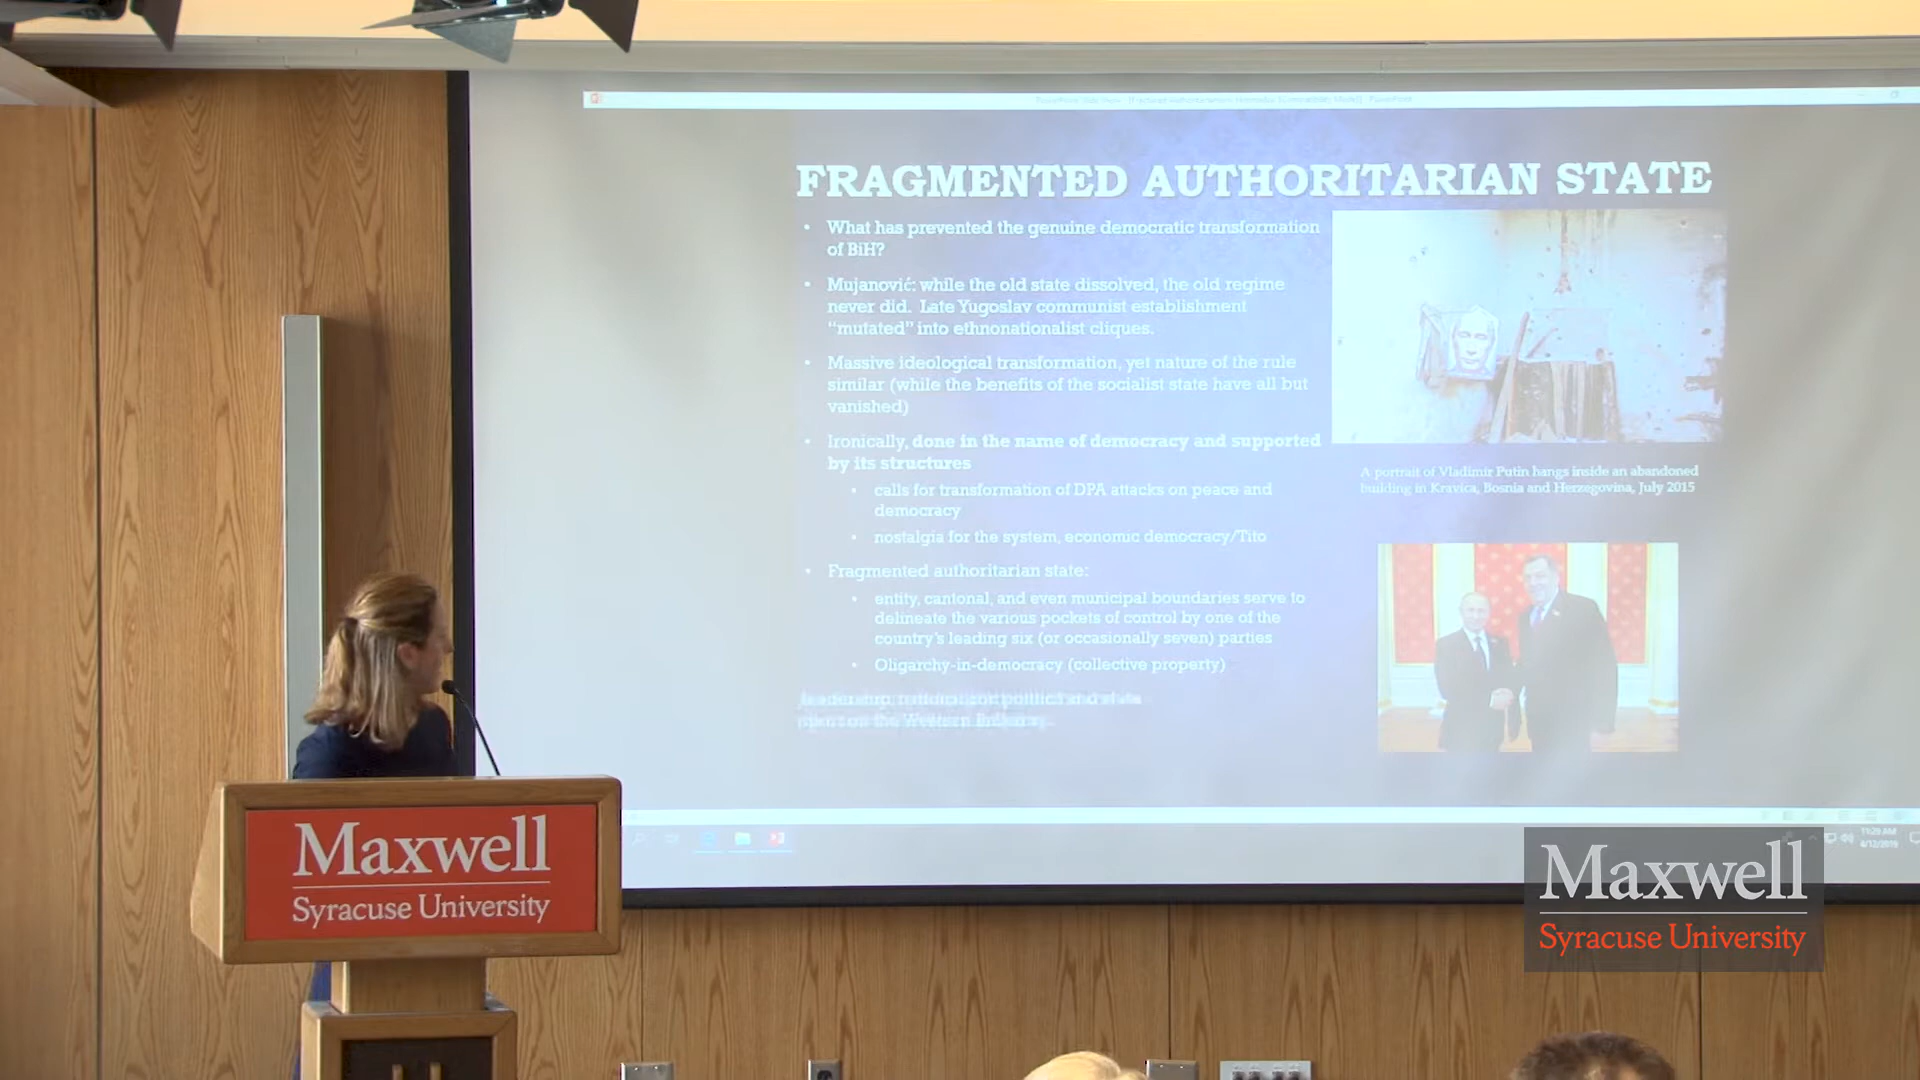 FRAGMENTED AUTHORITARIAN STATE
• What has prevented the genuine democratic transformation
of BiH?
• Mujanović: while the old state dissolved, the old regime
never did. Late Yugoslav communist establishment
“mutated” into ethnonationalist cliques.
• Massive ideological transformation, yet nature of the rule
similar (while the benefits of the socialist state have all but
vanished)
• Ironically, done in the name of democracy and supported
by its structures
• calls for transformation of DPA attacks on peace and
democracy
• nostalgia for the system, economic democracy/Tito
• Fragmented authoritarian state:
• entity, cantonal, and even municipal boundaries serve to
delineate the various pockets of control by one of the
country's leading six (or occasionally seven) parties
• Oligarchy-in-democracy (collective property)
A portrait of Vladimir Putin hangs inside an abandoned
building in Kravica, Bosnia and Herzegovina, July 2015
11:26 AM
Maxwell
Syracuse University
Maxwell
Syracuse University